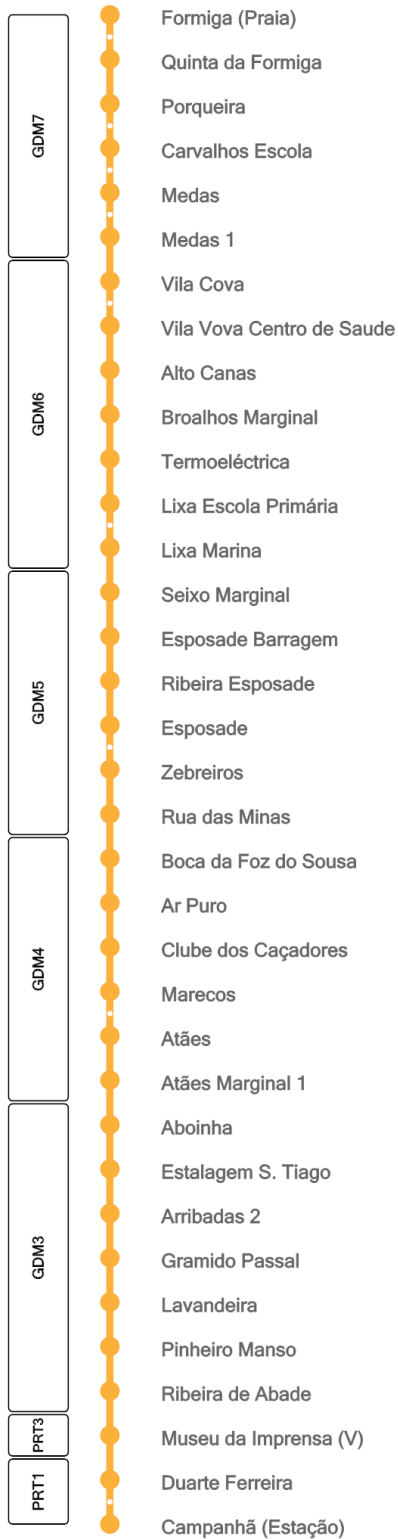 GDM7
Formiga (Praia)
Quinta da Formiga
Porqueira
Carvalhos Escola
Medas
Medas 1
GDM6
Vila Cova
Vila Vova Centro de Saude
Alto Canas
Broalhos Marginal
Termoeléctrica
Lixa Escola Primária
Lixa Marina
GDM5
Seixo Marginal
Esposade Barragem
Ribeira Esposade
Esposade
Zebreiros
Rua das Minas
GDM4
Boca da Foz do Sousa
Ar Puro
Clube dos Caçadores
Marecos
Atães
Atães Marginal 1
GDM3
Aboinha
Estalagem S. Tiago
Arribadas 2
Gramido Passal
Lavandeira
Pinheiro Manso
Ribeira de Abade
PRT3
Museu da Imprensa (V)
PRT1
Duarte Ferreira
Campanhã (Estação)